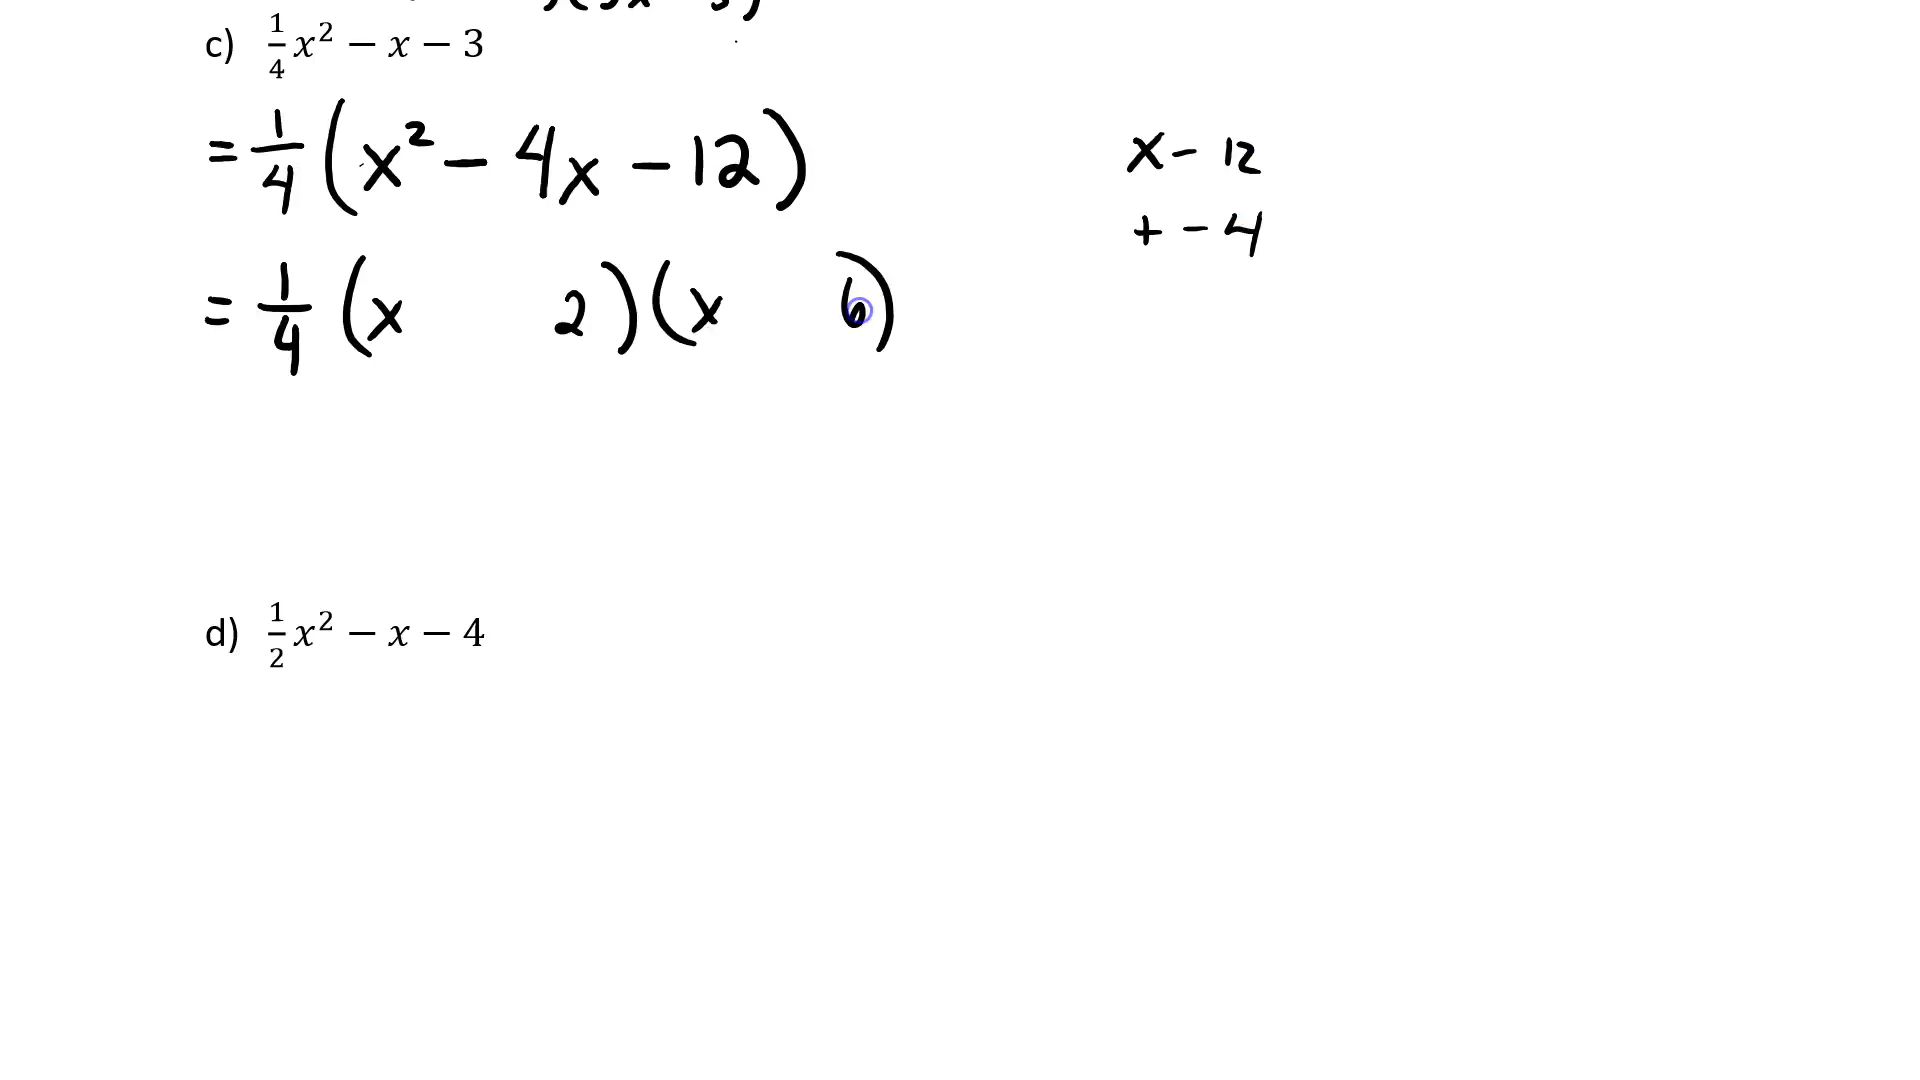 c) 1/4 x² − x − 3
= 1/4 (x² − 4x − 12)
x − 12
+ − 4
= 1/4 (x 2)(x 6)
d) 1/2 x² − x − 4